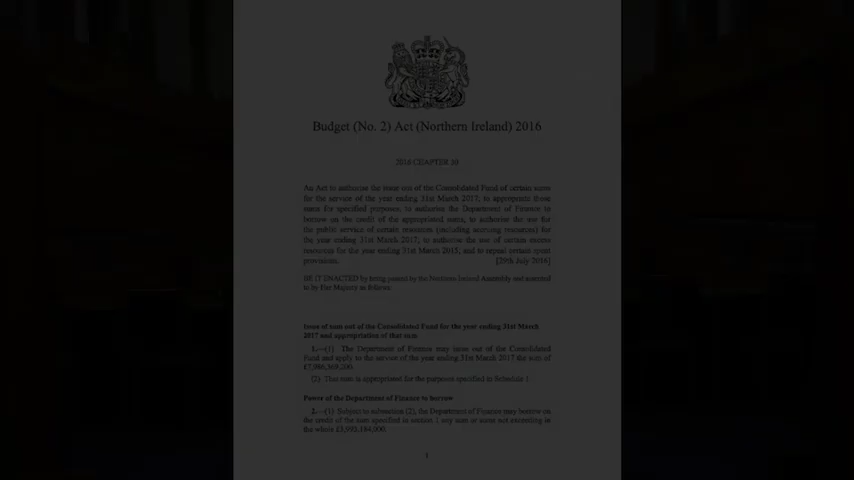 Budget (No. 2) Act (Northern Ireland) 2016
2016 CHAPTER 30
An Act to authorise the issue out of the Consolidated Fund of certain sums
for the service of the year ending 31st March 2017; to appropriate those
sums for specified purposes; to authorise the Department of Finance to
borrow on the credit of the appropriated sums; to authorise the use for
the public service of certain resources (including accruing resources) for
the year ending 31st March 2017; to authorise the use of certain excess
resources for the year ending 31st March 2015; and to repeal certain spent
provisions. [29th July 2016]
BE IT ENACTED by being passed by the Northern Ireland Assembly and assented
to by Her Majesty as follows:
Issue of sum out of the Consolidated Fund for the year ending 31st March
2017 and appropriation of that sum
1.—(1) The Department of Finance may issue out of the Consolidated
Fund and apply to the service of the year ending 31st March 2017 the sum of
£7,986,369,000.
(2) That sum is appropriated for the purposes specified in Schedule 1.
Power of the Department of Finance to borrow
2.—(1) Subject to subsection (2), the Department of Finance may borrow on
the credit of the sum specified in section 1 any sum or sums not exceeding in
the whole £3,993,184,000.
1